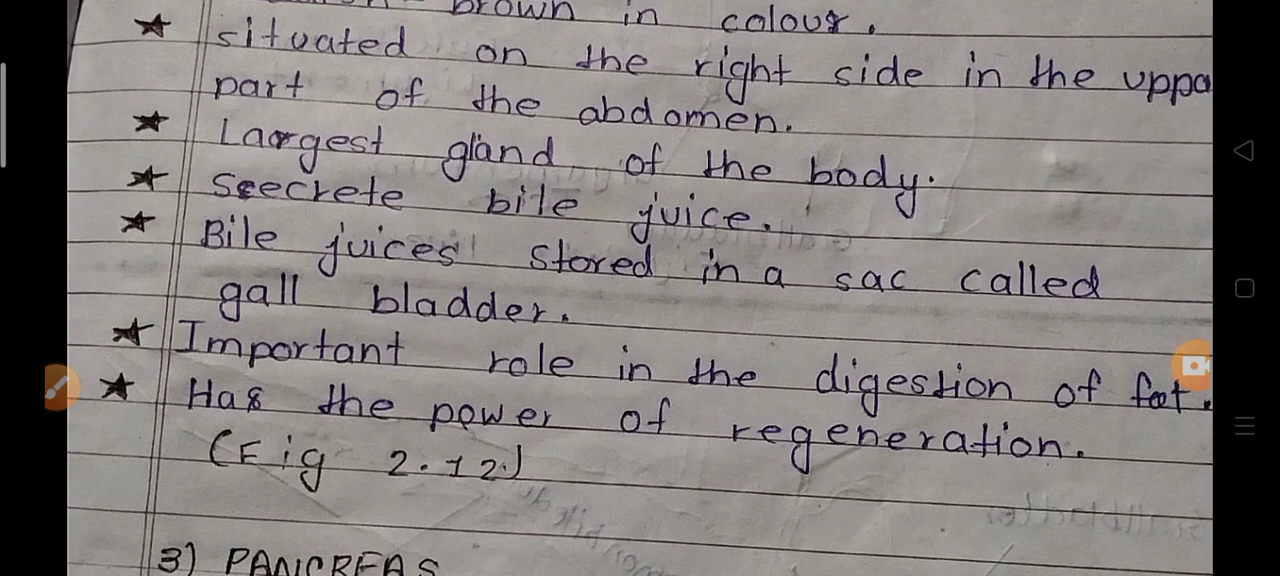 brown in colour.
★ situated on the right side in the uppa
part of the abdomen.
★ Largest gland of the body.
★ Secrete bile juice.
★ Bile juices stored in a sac called
gall bladder.
★ Important role in the digestion of fat.
★ Has the power of regeneration.
(Fig 2.12)
3) PANCREAS